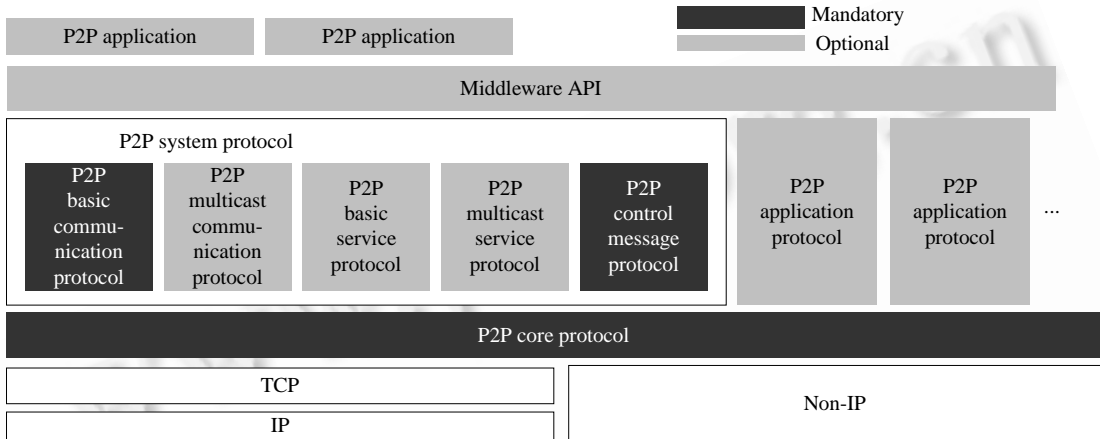 P2P application
P2P application
Mandatory
Optional
Middleware API
P2P system protocol
P2P
basic
commu-
nication
protocol
P2P
multicast
commu-
nication
protocol
P2P
basic
service
protocol
P2P
multicast
service
protocol
P2P
control
message
protocol
P2P
application
protocol
P2P
application
protocol
...
P2P core protocol
TCP
IP
Non-IP